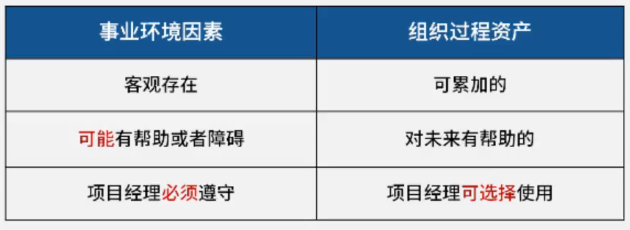 事业环境因素 组织过程资产
客观存在 可累加的
可能有帮助或者障碍 对未来有帮助的
项目经理必须遵守 项目经理可选择使用